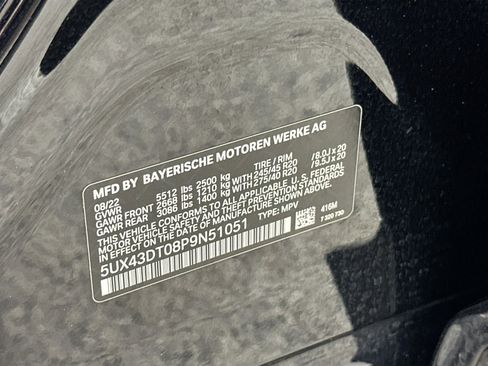 MFD BY BAYERISCHE MOTOREN WERKE AG
08/22 TIRE / RIM
GVWR 5512 lbs 2500 kg
GAWR FRONT 2668 lbs 1210 kg WITH 245/45 R20 / 8.0J x 20
GAWR REAR 3086 lbs 1400 kg WITH 275/40 R20 / 9.5J x 20
THIS VEHICLE CONFORMS TO ALL APPLICABLE U. S. FEDERAL
MOTOR VEHICLE SAFETY AND THEFT PREVENTION STANDARDS
IN EFFECT ON THE DATE OF MANUFACTURE SHOWN ABOVE.
5UX43DT08P9N51051 TYPE: MPV
416M
7 320 730